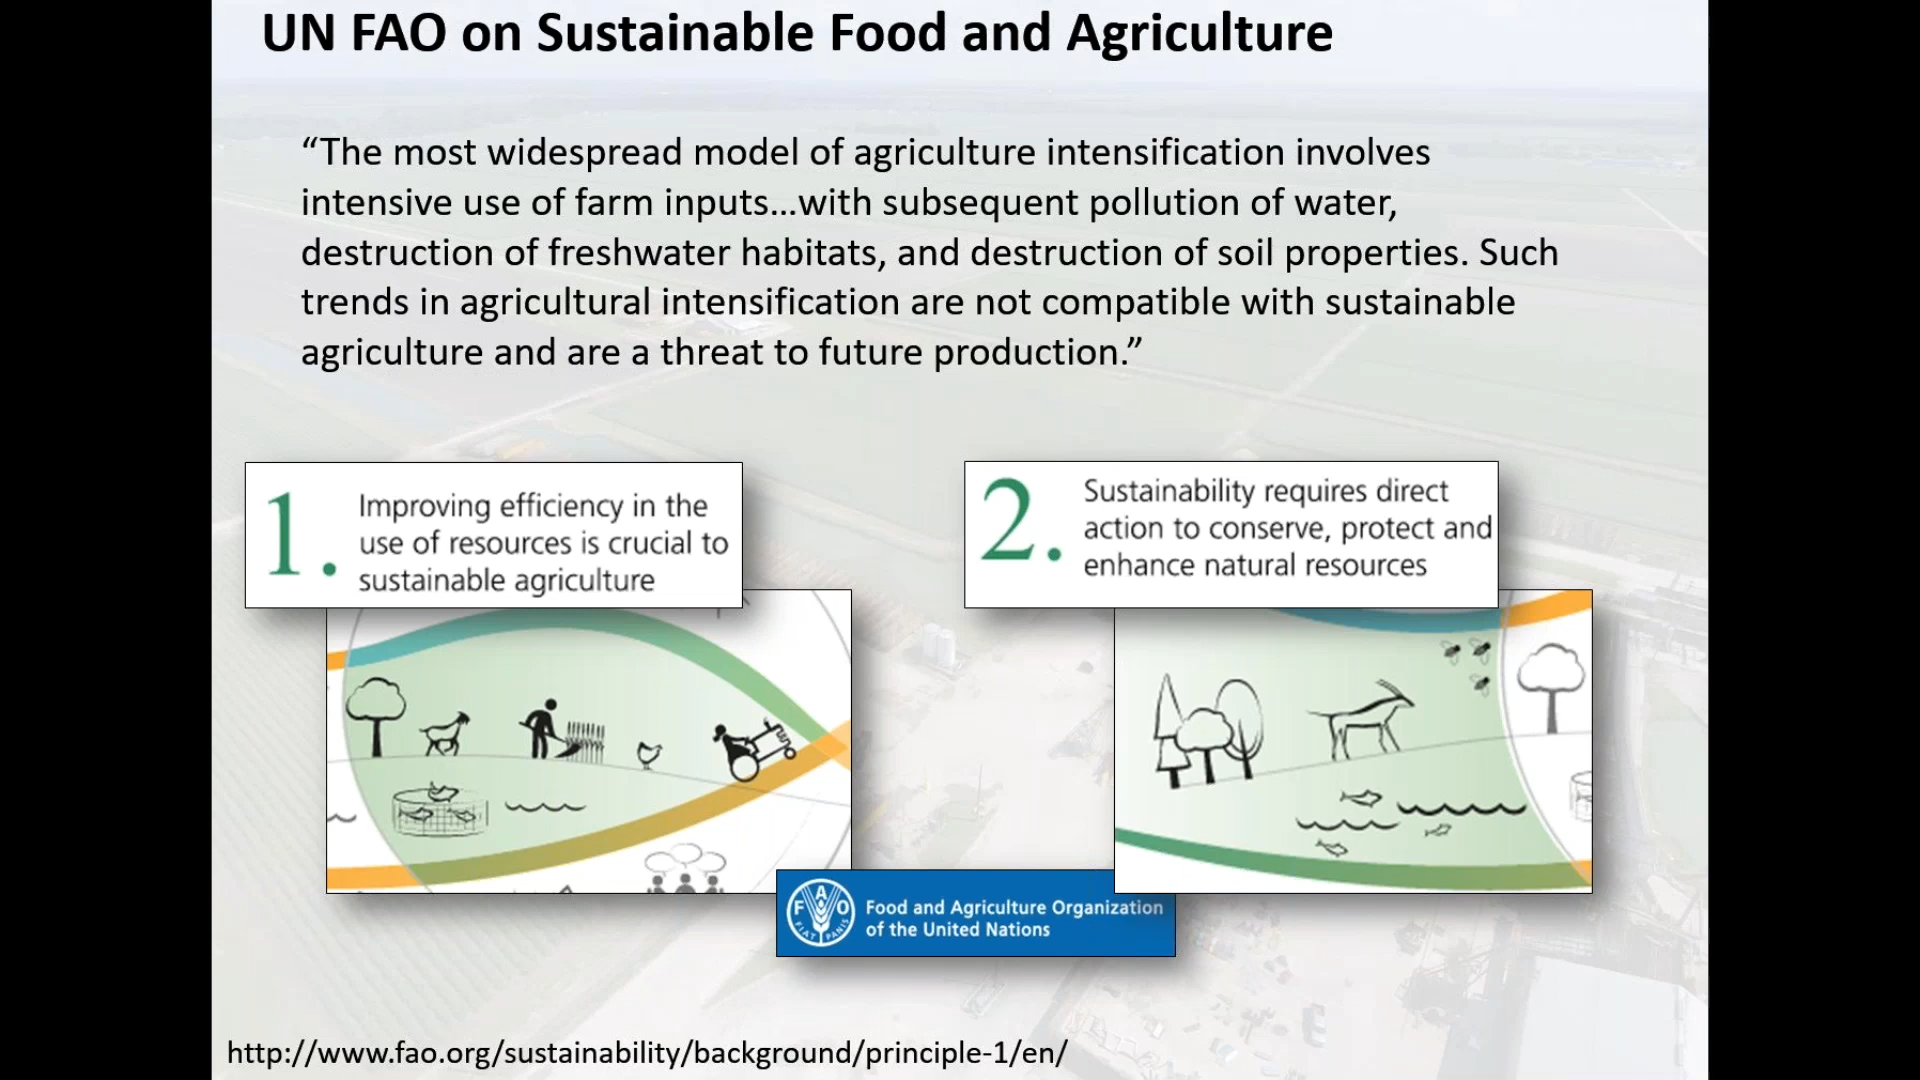 UN FAO on Sustainable Food and Agriculture
“The most widespread model of agriculture intensification involves
intensive use of farm inputs…with subsequent pollution of water,
destruction of freshwater habitats, and destruction of soil properties. Such
trends in agricultural intensification are not compatible with sustainable
agriculture and are a threat to future production.”
1. Improving efficiency in the
use of resources is crucial to
sustainable agriculture
2. Sustainability requires direct
action to conserve, protect and
enhance natural resources
F A O
FIAT PANIS
Food and Agriculture Organization
of the United Nations
http://www.fao.org/sustainability/background/principle-1/en/